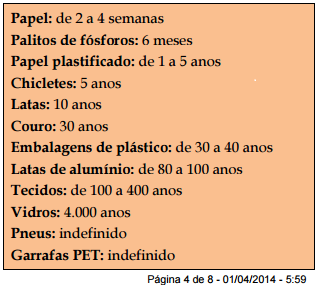 Papel: de 2 a 4 semanas
Palitos de fósforos: 6 meses
Papel plastificado: de 1 a 5 anos
Chicletes: 5 anos
Latas: 10 anos
Couro: 30 anos
Embalagens de plástico: de 30 a 40 anos
Latas de alumínio: de 80 a 100 anos
Tecidos: de 100 a 400 anos
Vidros: 4.000 anos
Pneus: indefinido
Garrafas PET: indefinido
Página 4 de 8 - 01/04/2014 - 5:59